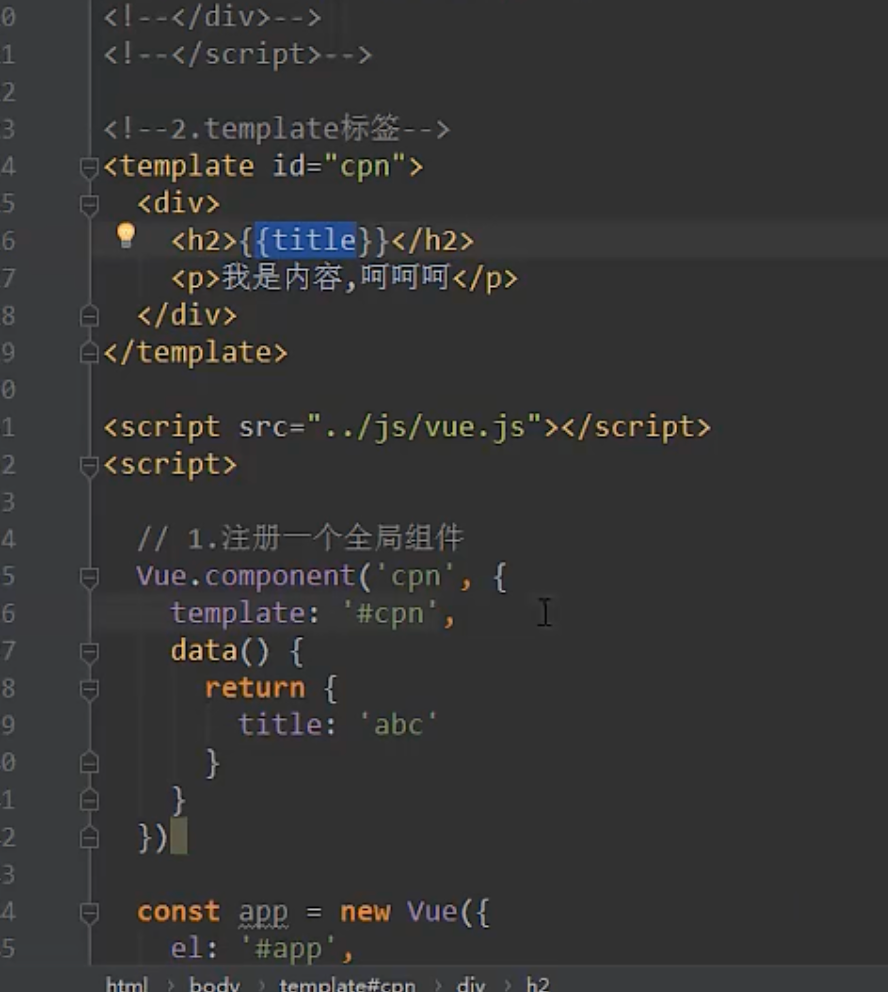 0 <!--</div>-->
1 <!--</script>-->
2
3 <!--2.template标签-->
4 <template id="cpn">
5 <div>
6 <h2>{{title}}</h2>
7 <p>我是内容,呵呵呵</p>
8 </div>
9 </template>
0
1 <script src="../js/vue.js"></script>
2 <script>
3
4 // 1.注册一个全局组件
5 Vue.component('cpn', {
6 template: '#cpn',
7 data() {
8 return {
9 title: 'abc'
0 }
1 }
2 })
3
4 const app = new Vue({
5 el: '#app',
html › body › template#cpn › div › h2